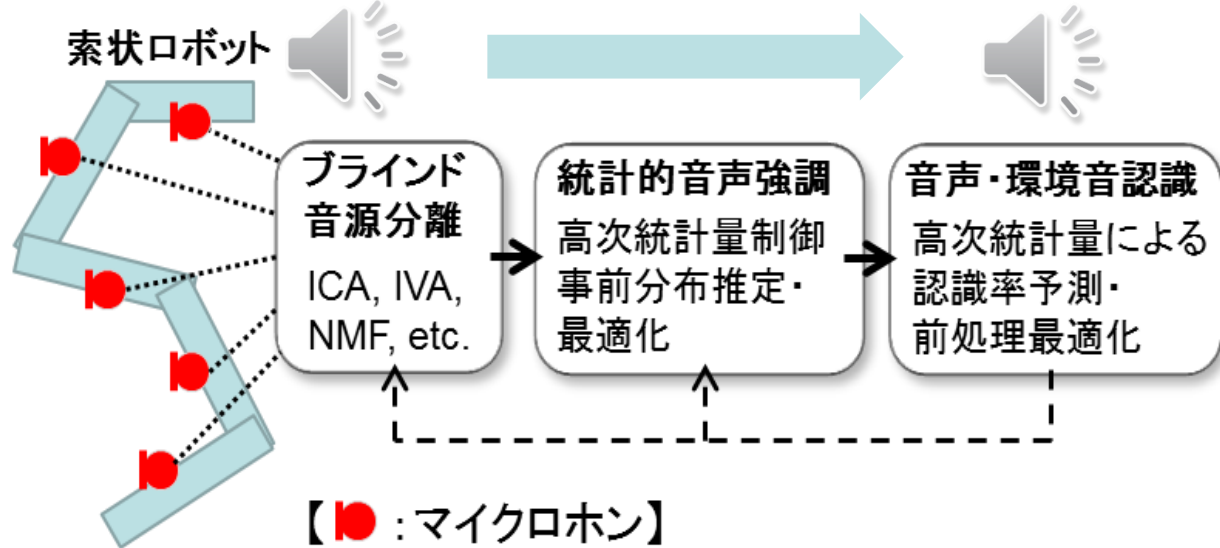 索状ロボット
ブラインド
音源分離
ICA, IVA,
NMF, etc.
統計的音声強調
高次統計量制御
事前分布推定・
最適化
音声・環境音認識
高次統計量による
認識率予測・
前処理最適化
【 : マイクロホン】